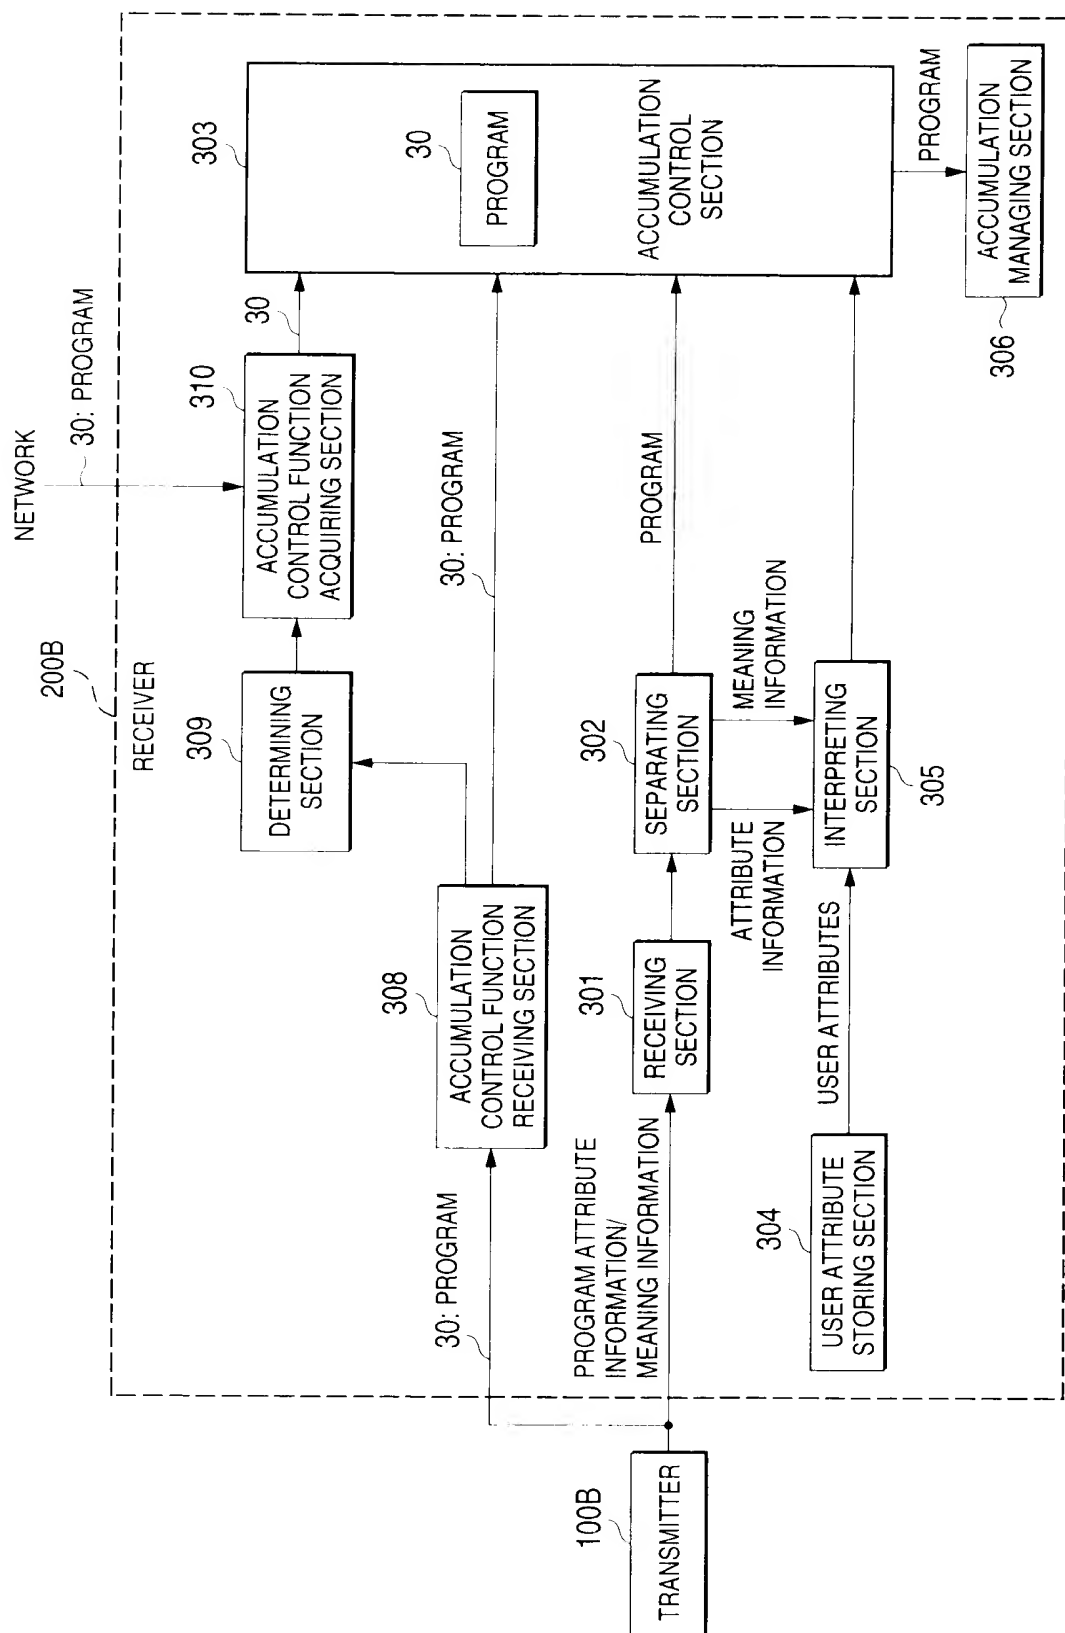 NETWORK
30: PROGRAM
200B
RECEIVER
309
DETERMINING
SECTION
310
ACCUMULATION
CONTROL FUNCTION
ACQUIRING SECTION
30
303
30
PROGRAM
ACCUMULATION
CONTROL
SECTION
30: PROGRAM
308
ACCUMULATION
CONTROL FUNCTION
RECEIVING SECTION
30: PROGRAM
100B
TRANSMITTER
PROGRAM ATTRIBUTE
INFORMATION/
MEANING INFORMATION
301
RECEIVING
SECTION
302
SEPARATING
SECTION
PROGRAM
ATTRIBUTE
INFORMATION
MEANING
INFORMATION
304
USER ATTRIBUTE
STORING SECTION
USER ATTRIBUTES
INTERPRETING
SECTION
305
PROGRAM
ACCUMULATION
MANAGING SECTION
306